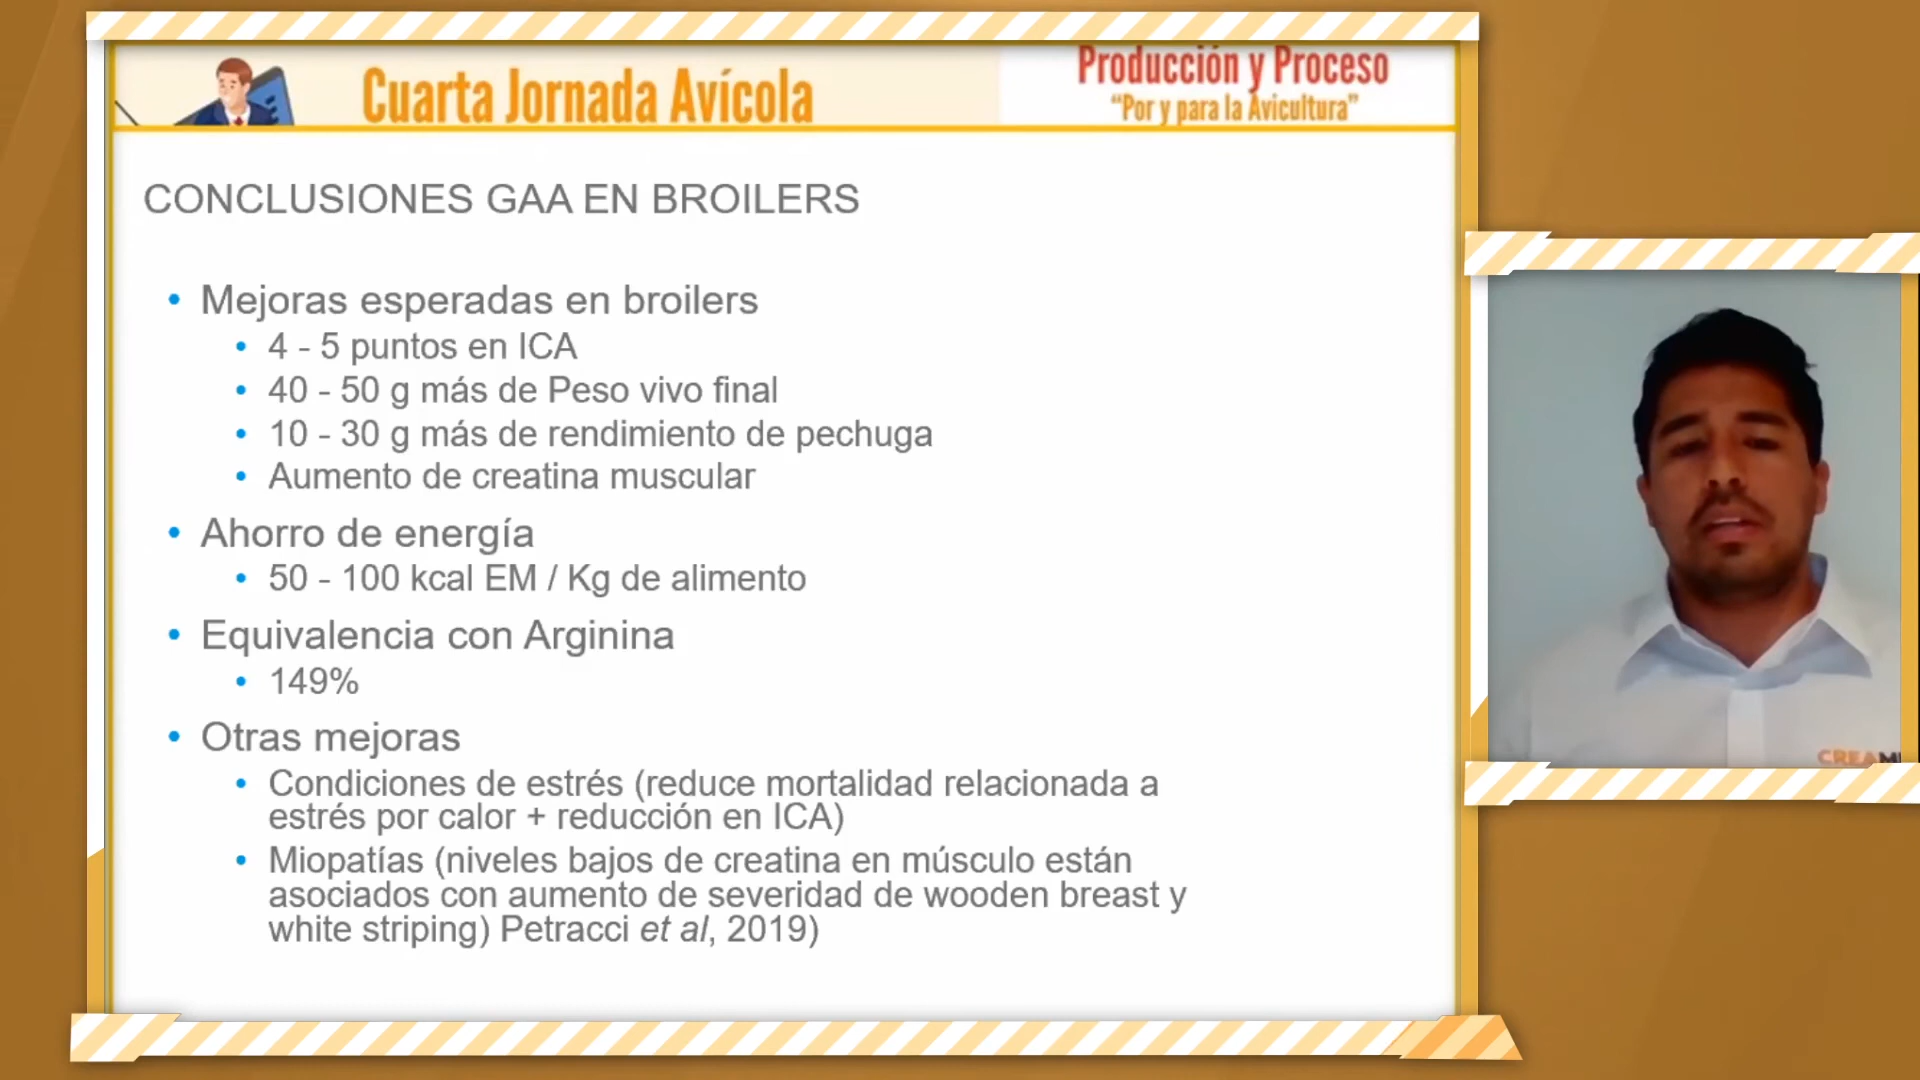 Cuarta Jornada Avícola
Producción y Proceso
“Por y para la Avicultura”
CONCLUSIONES GAA EN BROILERS
• Mejoras esperadas en broilers
• 4 - 5 puntos en ICA
• 40 - 50 g más de Peso vivo final
• 10 - 30 g más de rendimiento de pechuga
• Aumento de creatina muscular
• Ahorro de energía
• 50 - 100 kcal EM / Kg de alimento
• Equivalencia con Arginina
• 149%
• Otras mejoras
• Condiciones de estrés (reduce mortalidad relacionada a
estrés por calor + reducción en ICA)
• Miopatías (niveles bajos de creatina en músculo están
asociados con aumento de severidad de wooden breast y
white striping) Petracci et al, 2019)